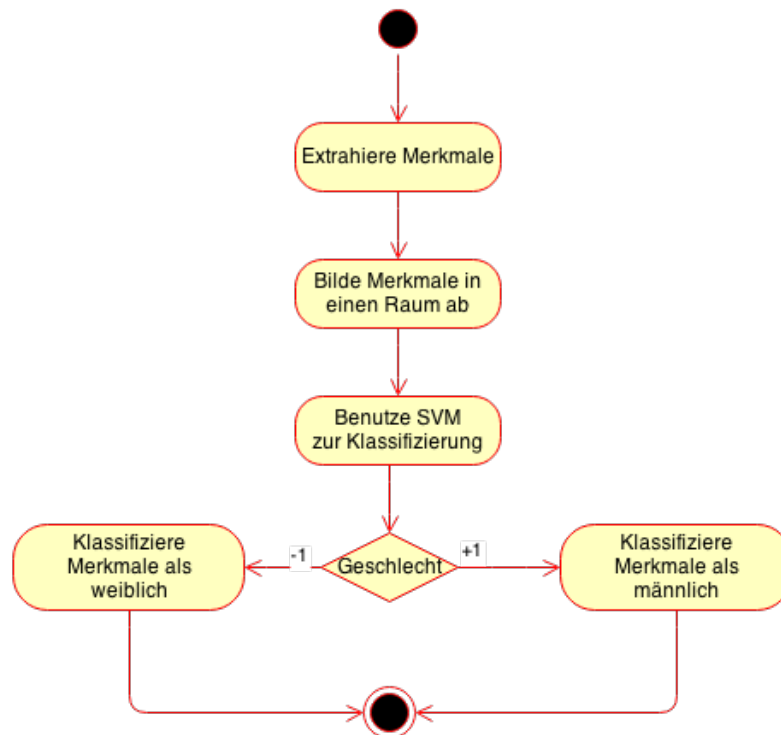 Extrahiere Merkmale
Bilde Merkmale in
einen Raum ab
Benutze SVM
zur Klassifizierung
Geschlecht
-1
+1
Klassifiziere
Merkmale als
weiblich
Klassifiziere
Merkmale als
männlich